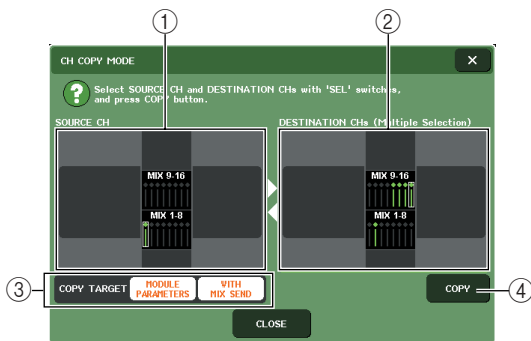 ① ②
CH COPY MODE
×
? Select SOURCE CH and DESTINATION CHs with 'SEL' switches,
and press COPY button.
SOURCE CH
DESTINATION CHs (Multiple Selection)
MIX 9-16
MIX 1-8
MIX 9-16
MIX 1-8
③
COPY TARGET
MODULE
PARAMETERS
WITH
MIX SEND
COPY
④
CLOSE